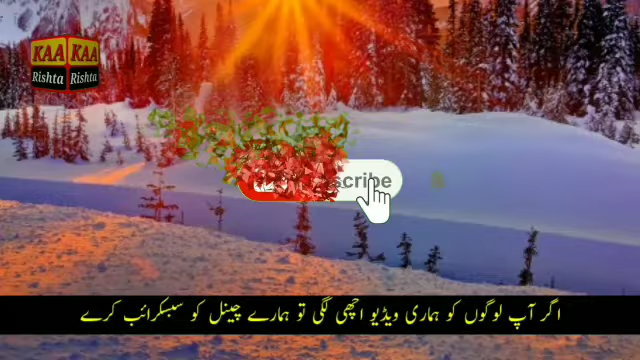 KAA KAA
Rishta Rishta
scribe
اگر آپ لوگوں کو ہماری ویڈیو اچھی لگی تو ہمارے چینل کو سبسکرائب کرے